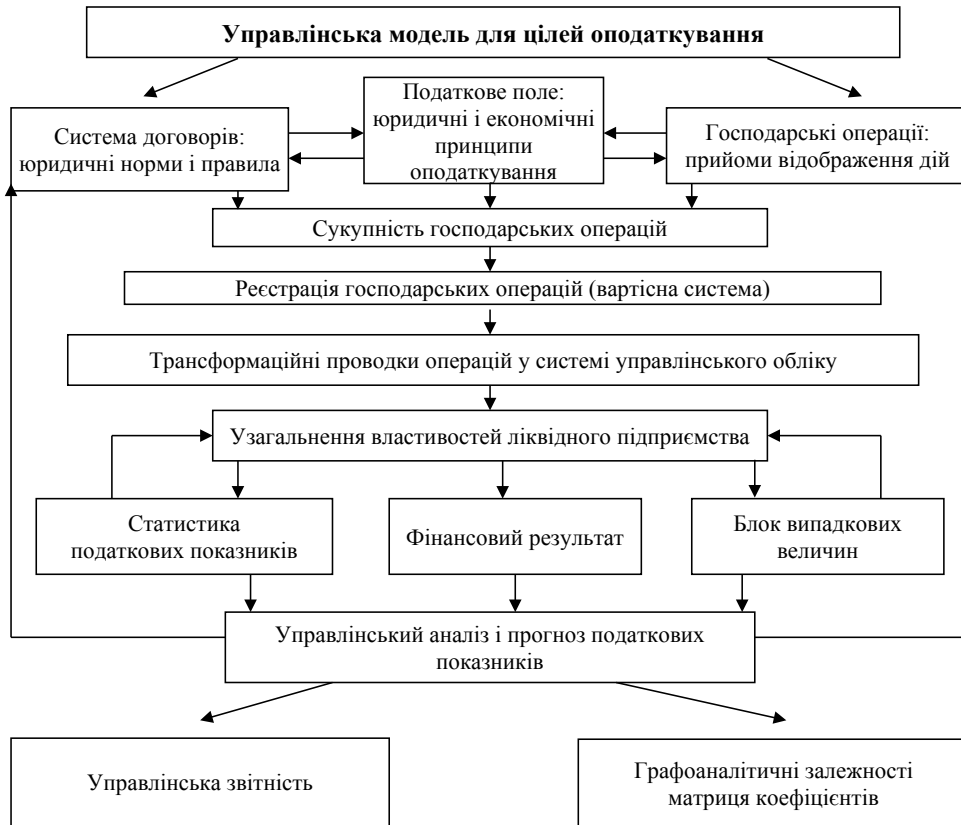 Управлінська модель для цілей оподаткування
Система договорів:
юридичні норми і правила
Податкове поле:
юридичні і економічні
принципи
оподаткування
Господарські операції:
прийоми відображення дій
Сукупність господарських операцій
Реєстрація господарських операцій (вартісна система)
Трансформаційні проводки операцій у системі управлінського обліку
Узагальнення властивостей ліквідного підприємства
Статистика
податкових показників
Фінансовий результат
Блок випадкових
величин
Управлінський аналіз і прогноз податкових
показників
Управлінська звітність
Графоаналітичні залежності
матриця коефіцієнтів